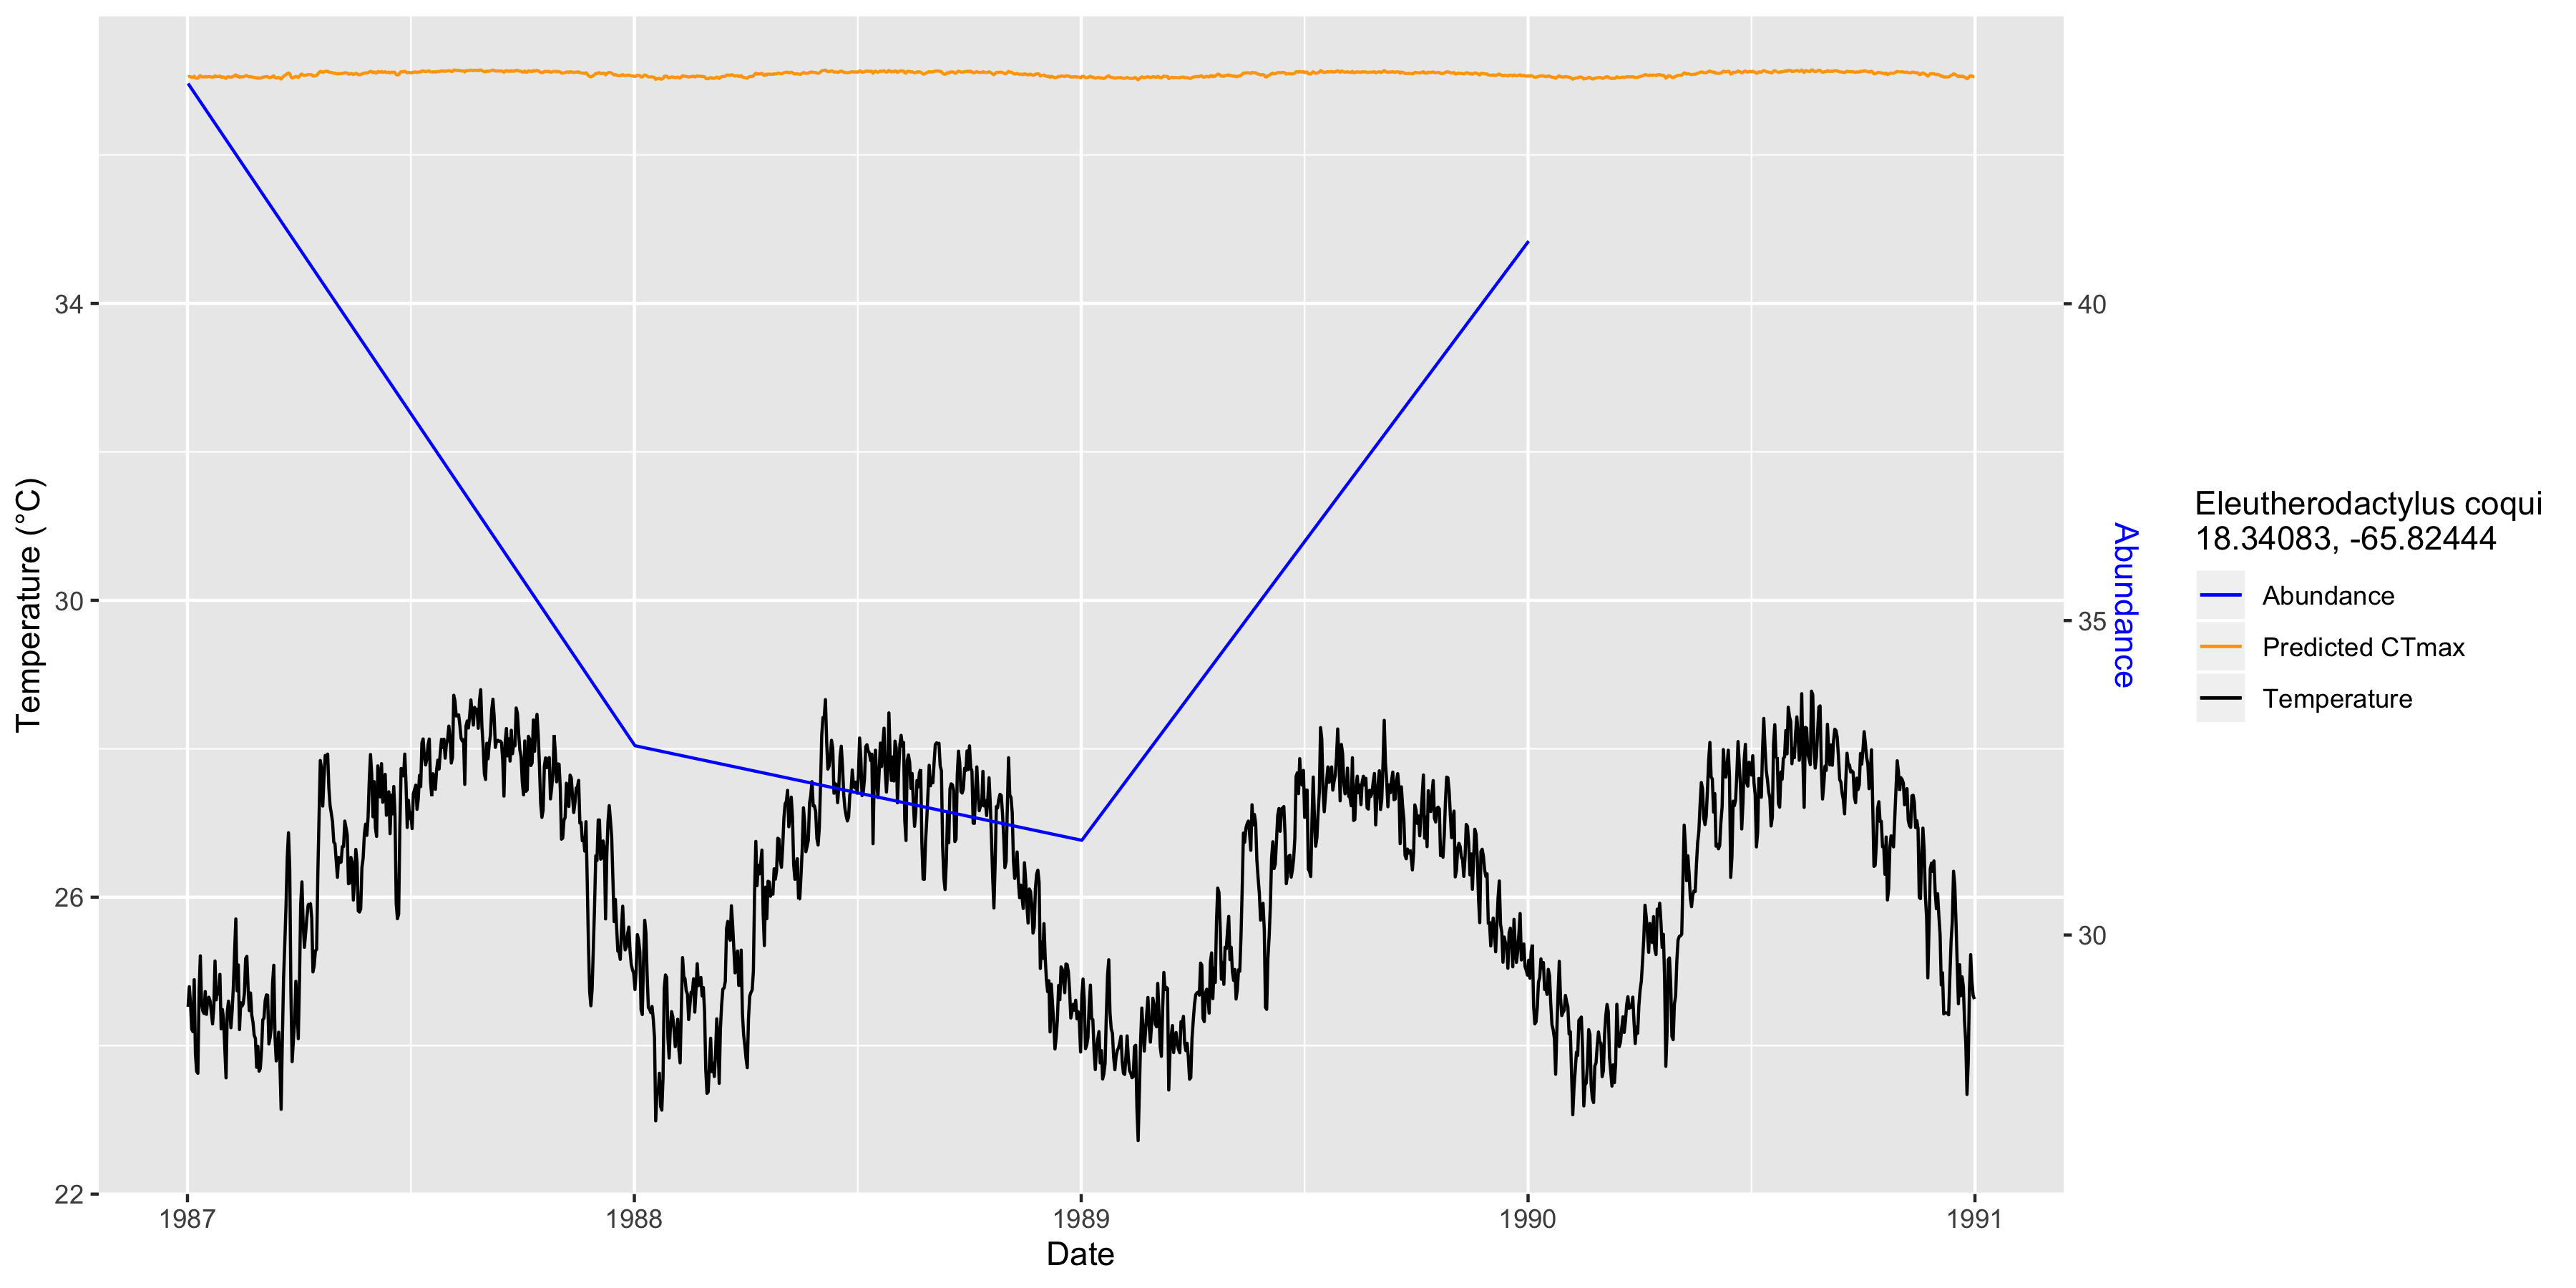 Temperature (°C)
34
30
26
22
1987
1988
1989
1990
1991
Date
40
35
30
Abundance
Eleutherodactylus coqui
18.34083, -65.82444
Abundance
Predicted CTmax
Temperature